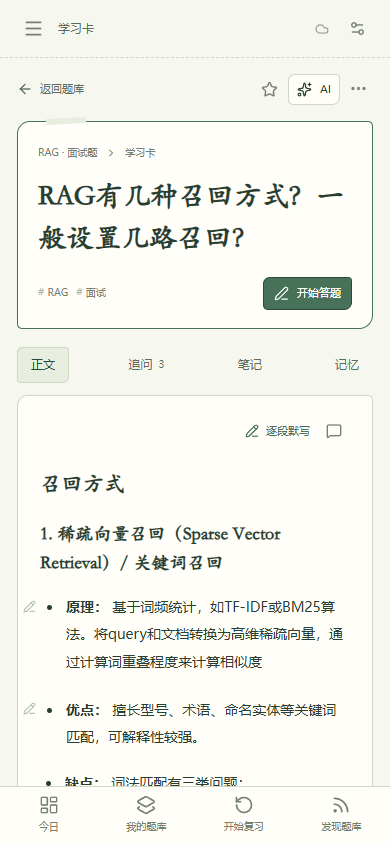 学习卡
返回题库
AI
RAG · 面试题 > 学习卡
RAG有几种召回方式？一
般设置几路召回？
# RAG # 面试
开始答题
正文
追问 3
笔记
记忆
逐段默写
召回方式
1. 稀疏向量召回（Sparse Vector
Retrieval）/ 关键词召回
• 原理： 基于词频统计，如TF-IDF或BM25算
法。将query和文档转换为高维稀疏向量，通
过计算词重叠程度来计算相似度
• 优点： 擅长型号、术语、命名实体等关键词
匹配，可解释性较强。
• 缺点： 词法匹配有三类问题：
今日
我的题库
开始复习
发现题库